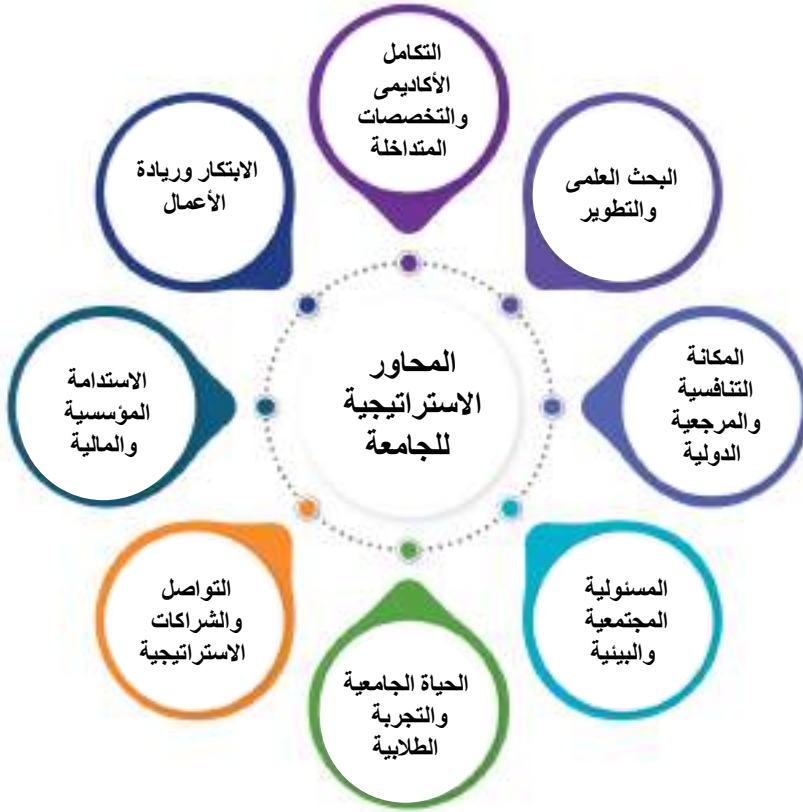 المحاور
الاستراتيجية
للجامعة
التكامل
الأكاديمى
والتخصصات
المتداخلة
البحث العلمى
والتطوير
المكانة
التنافسية
والمرجعية
الدولية
المسئولية
المجتمعية
والبيئية
الحياة الجامعية
والتجربة
الطلابية
التواصل
والشراكات
الاستراتيجية
الاستدامة
المؤسسية
والمالية
الابتكار وريادة
الأعمال